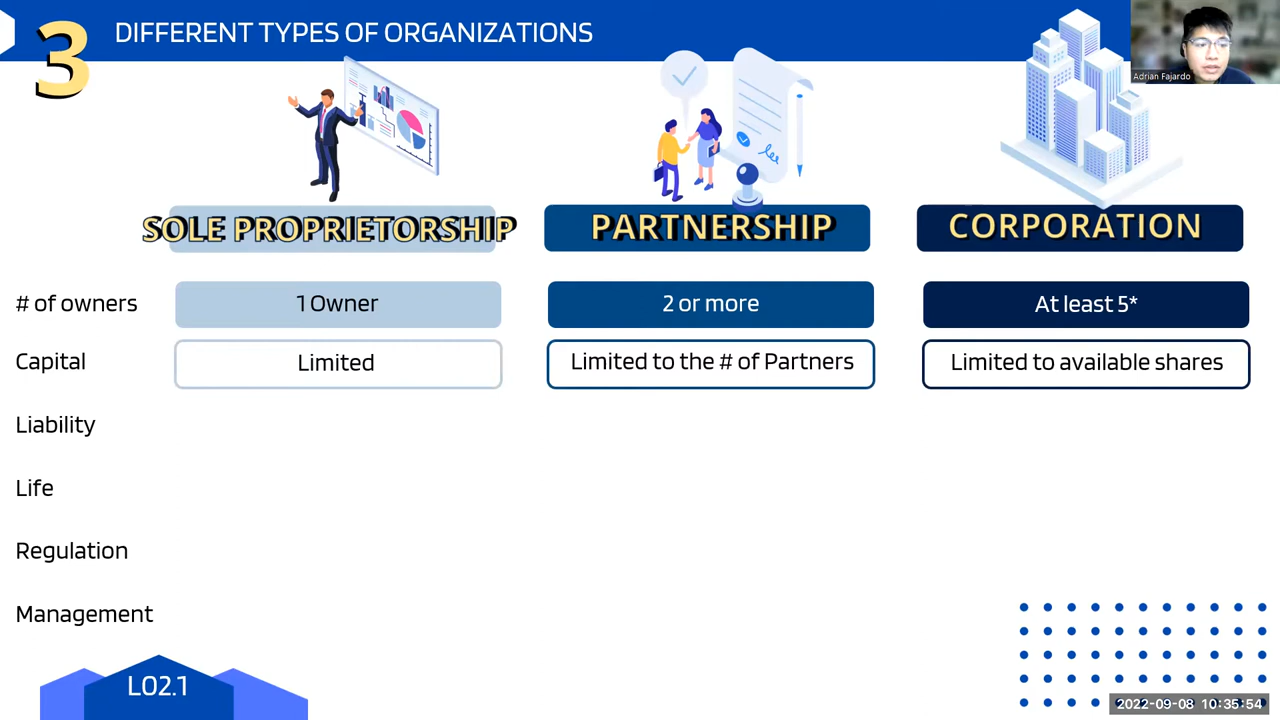 3
DIFFERENT TYPES OF ORGANIZATIONS
Adrian Fajardo
SOLE PROPRIETORSHIP
PARTNERSHIP
CORPORATION
# of owners
1 Owner
2 or more
At least 5*
Capital
Limited
Limited to the # of Partners
Limited to available shares
Liability
Life
Regulation
Management
LO2.1
2022-09-08 10:35:54